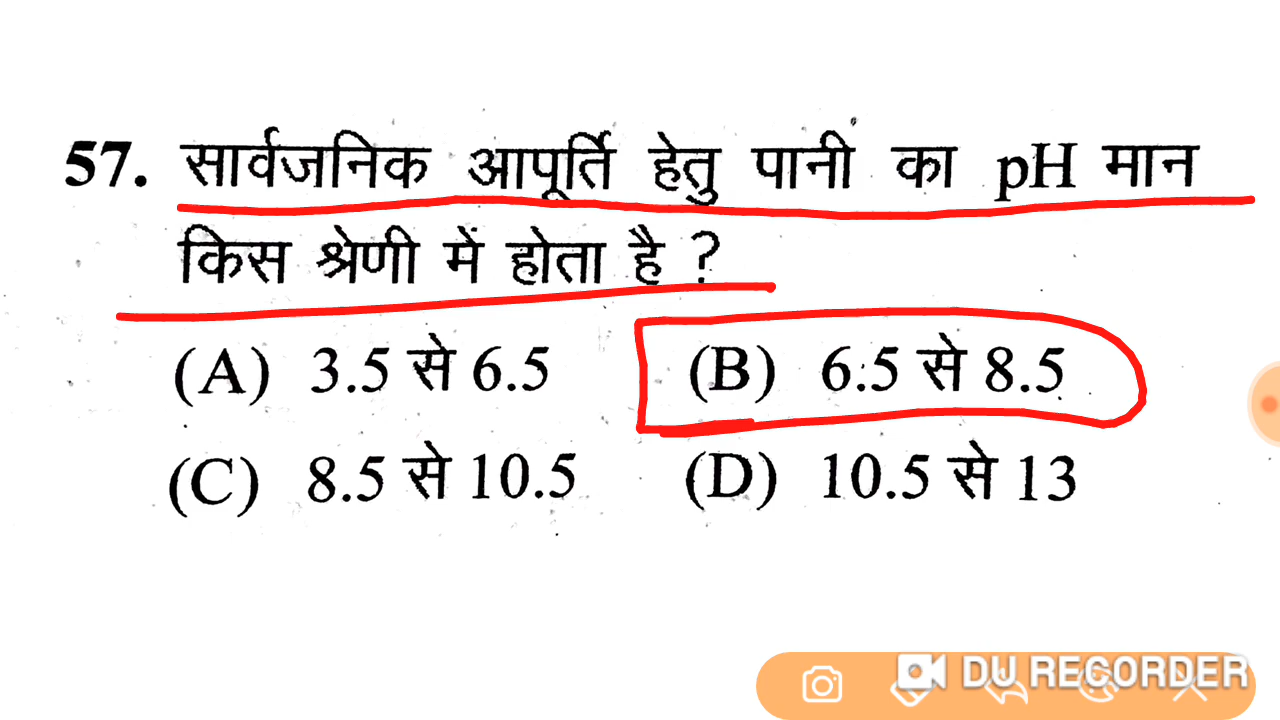 57. सार्वजनिक आपूर्ति हेतु पानी का pH मान
किस श्रेणी में होता है ?
(A) 3.5 से 6.5 (B) 6.5 से 8.5
(C) 8.5 से 10.5 (D) 10.5 से 13
DU RECORDER